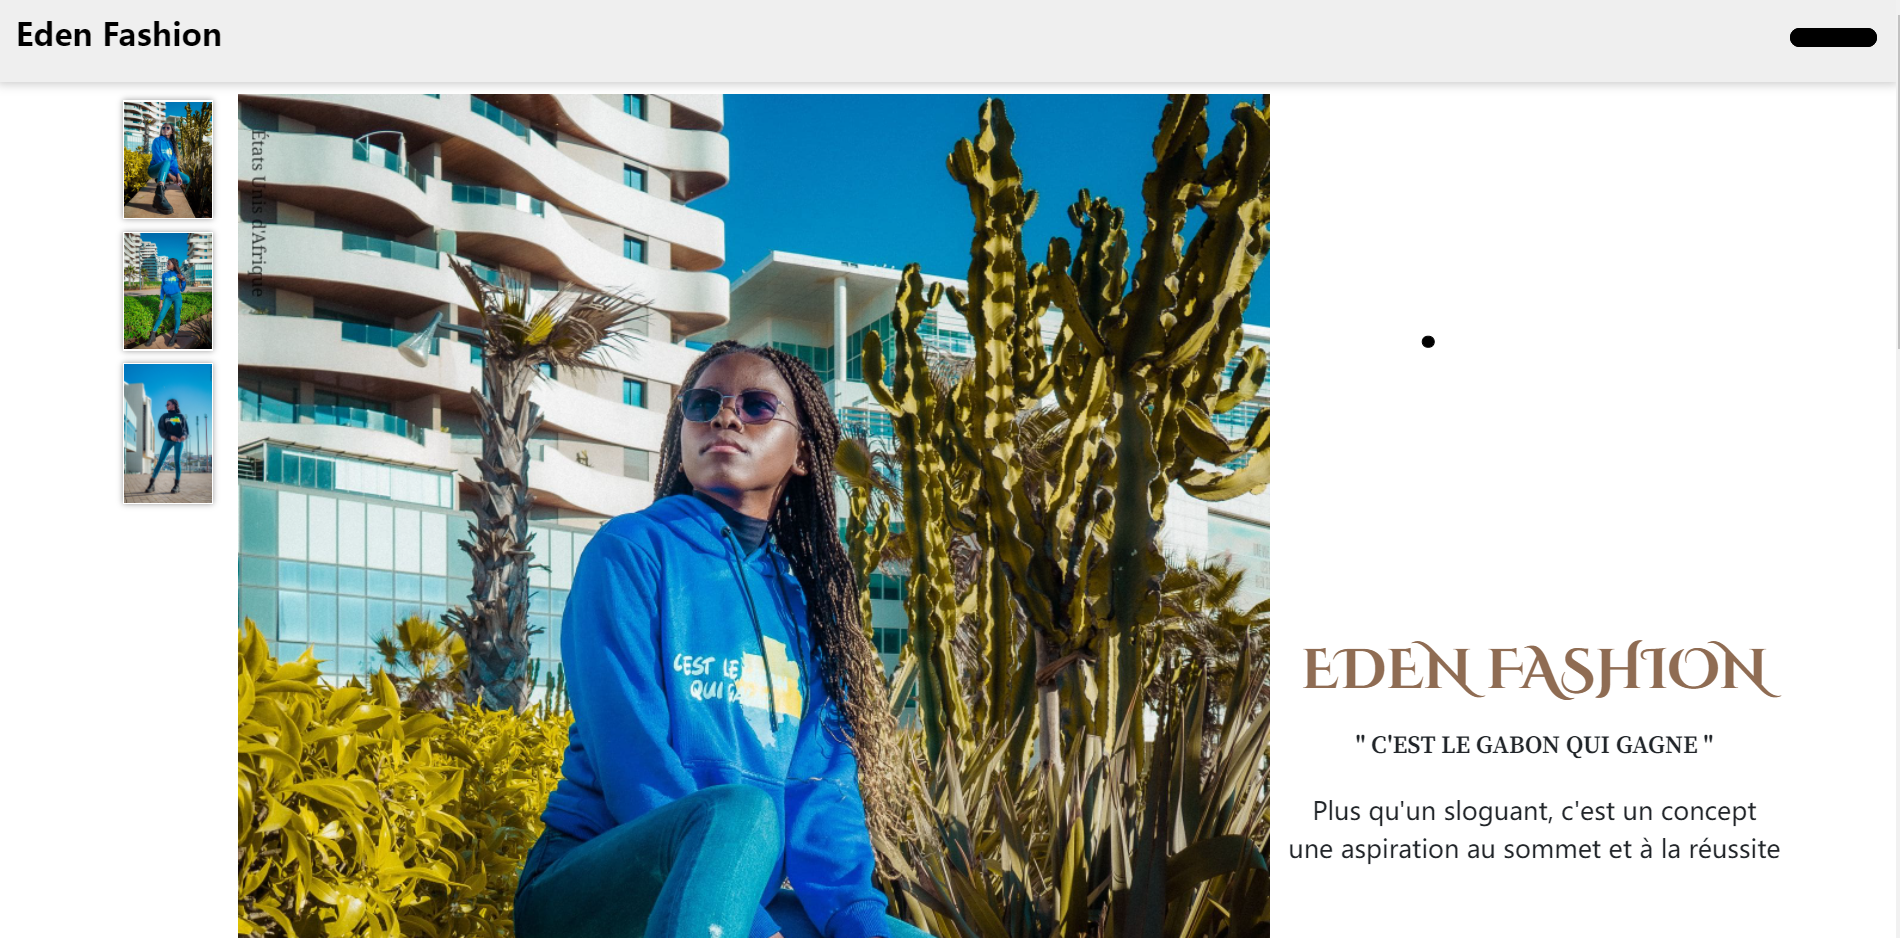 Eden Fashion
États Unis d'Afrique
C'EST LE
QUI
EDEN FASHION
" C'EST LE GABON QUI GAGNE "
Plus qu'un sloguant, c'est un concept
une aspiration au sommet et à la réussite